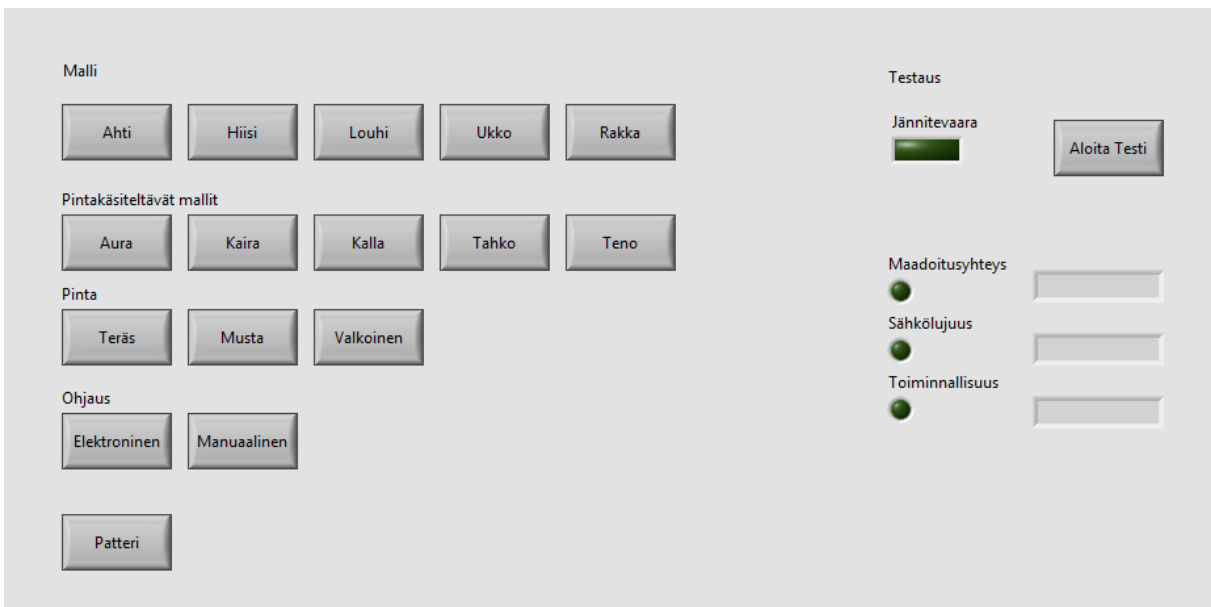 Malli
Ahti Hiisi Louhi Ukko Rakka
Pintakäsiteltävät mallit
Aura Kaira Kalla Tahko Teno
Pinta
Teräs Musta Valkoinen
Ohjaus
Elektroninen Manuaalinen
Patteri
Testaus
Jännitevaara
Aloita Testi
Maadoitusyhteys
Sähkölujuus
Toiminnallisuus